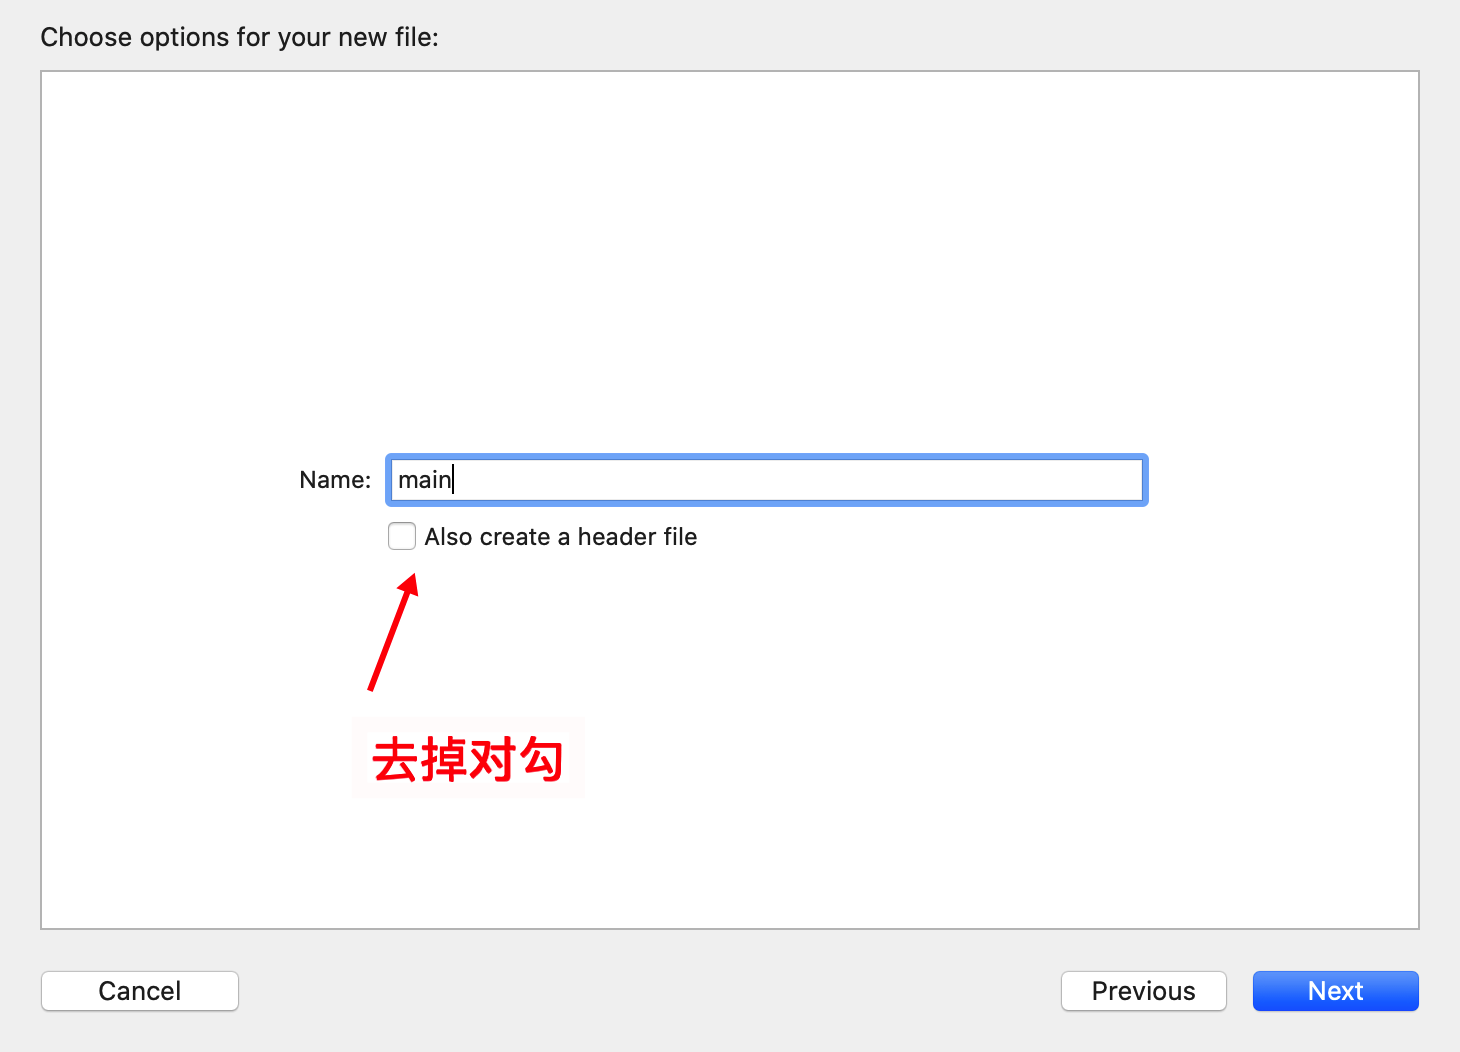 Choose options for your new file:
Name: main
Also create a header file
去掉对勾
Cancel Previous Next